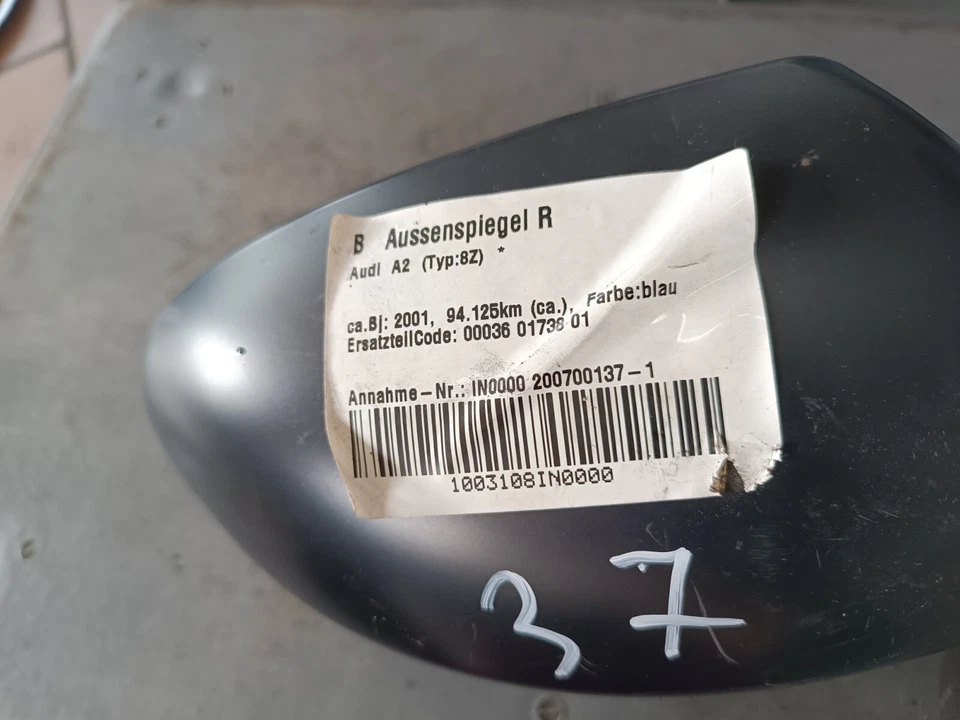 B Aussenspiegel R
Audi A2 (Typ:8Z) *
ca.Bj: 2001, 94.125km (ca.), Farbe:blau
ErsatzteilCode: 00036 01738 01
Annahme-Nr.: IN0000 200700137-1
1003108IN0000
37